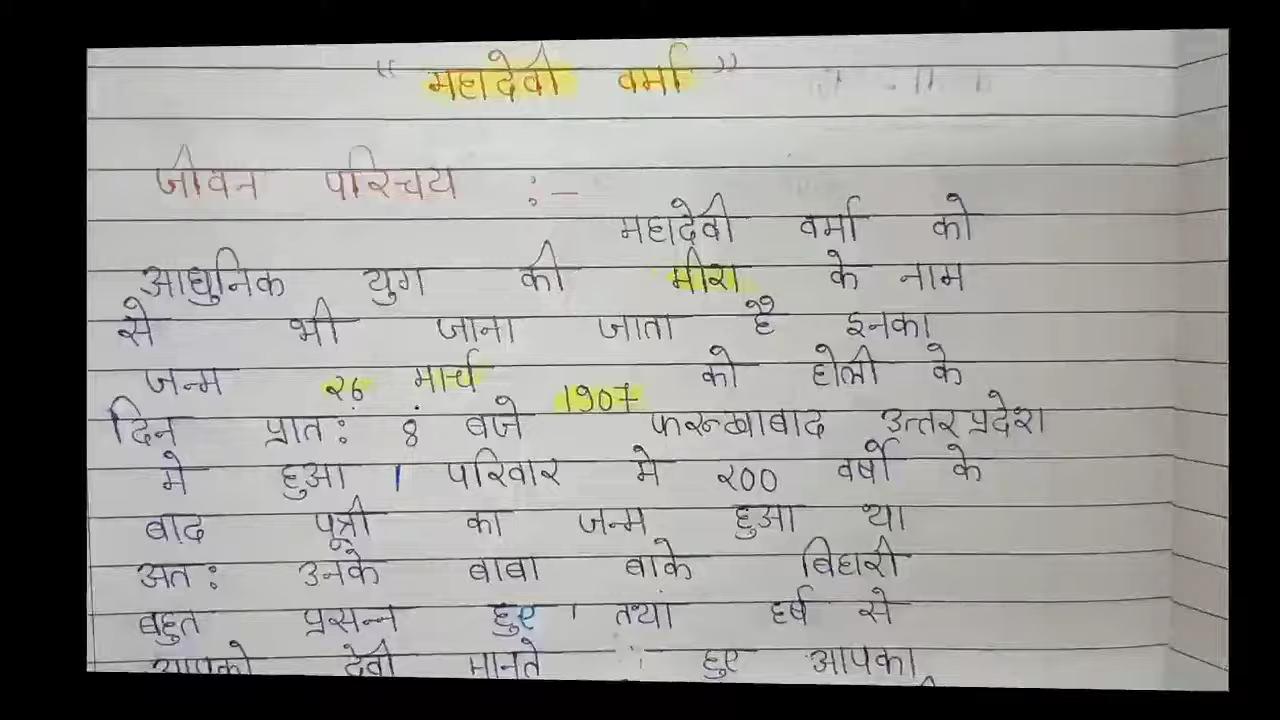 “ महादेवी वर्मा ”
जीवन परिचय :-
महादेवी वर्मा को
आधुनिक युग की मीरा के नाम
से भी जाना जाता है इनका
जन्म २६ मार्च 1907 को होली के
दिन प्रातः 8 बजे फरूखाबाद उत्तर प्रदेश
मे हुआ । परिवार मे २०० वर्षो के
बाद पूत्री का जन्म हुआ था
अतः उनके बाबा बाके बिहारी
बहुत प्रसन्न हुए । तथा हर्ष से
आपको देवी मानते हुए आपका